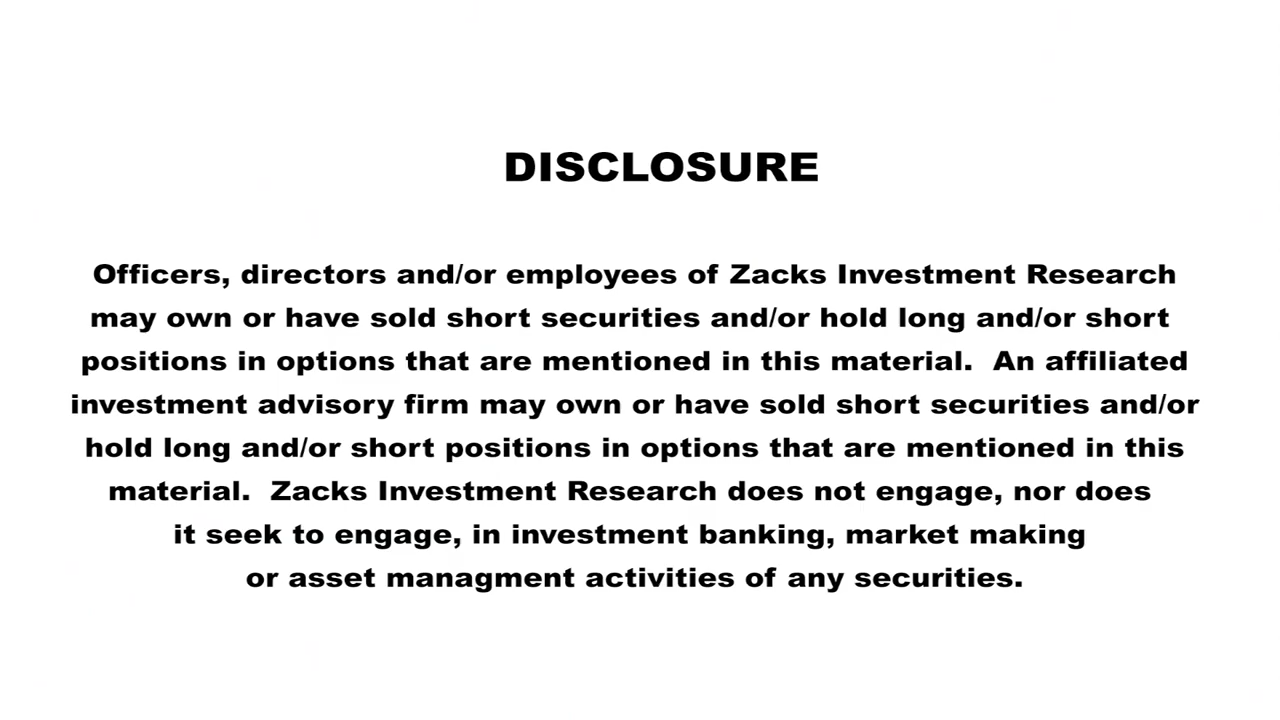 DISCLOSURE
Officers, directors and/or employees of Zacks Investment Research
may own or have sold short securities and/or hold long and/or short
positions in options that are mentioned in this material.  An affiliated
investment advisory firm may own or have sold short securities and/or
hold long and/or short positions in options that are mentioned in this
material.  Zacks Investment Research does not engage, nor does
it seek to engage, in investment banking, market making
or asset managment activities of any securities.